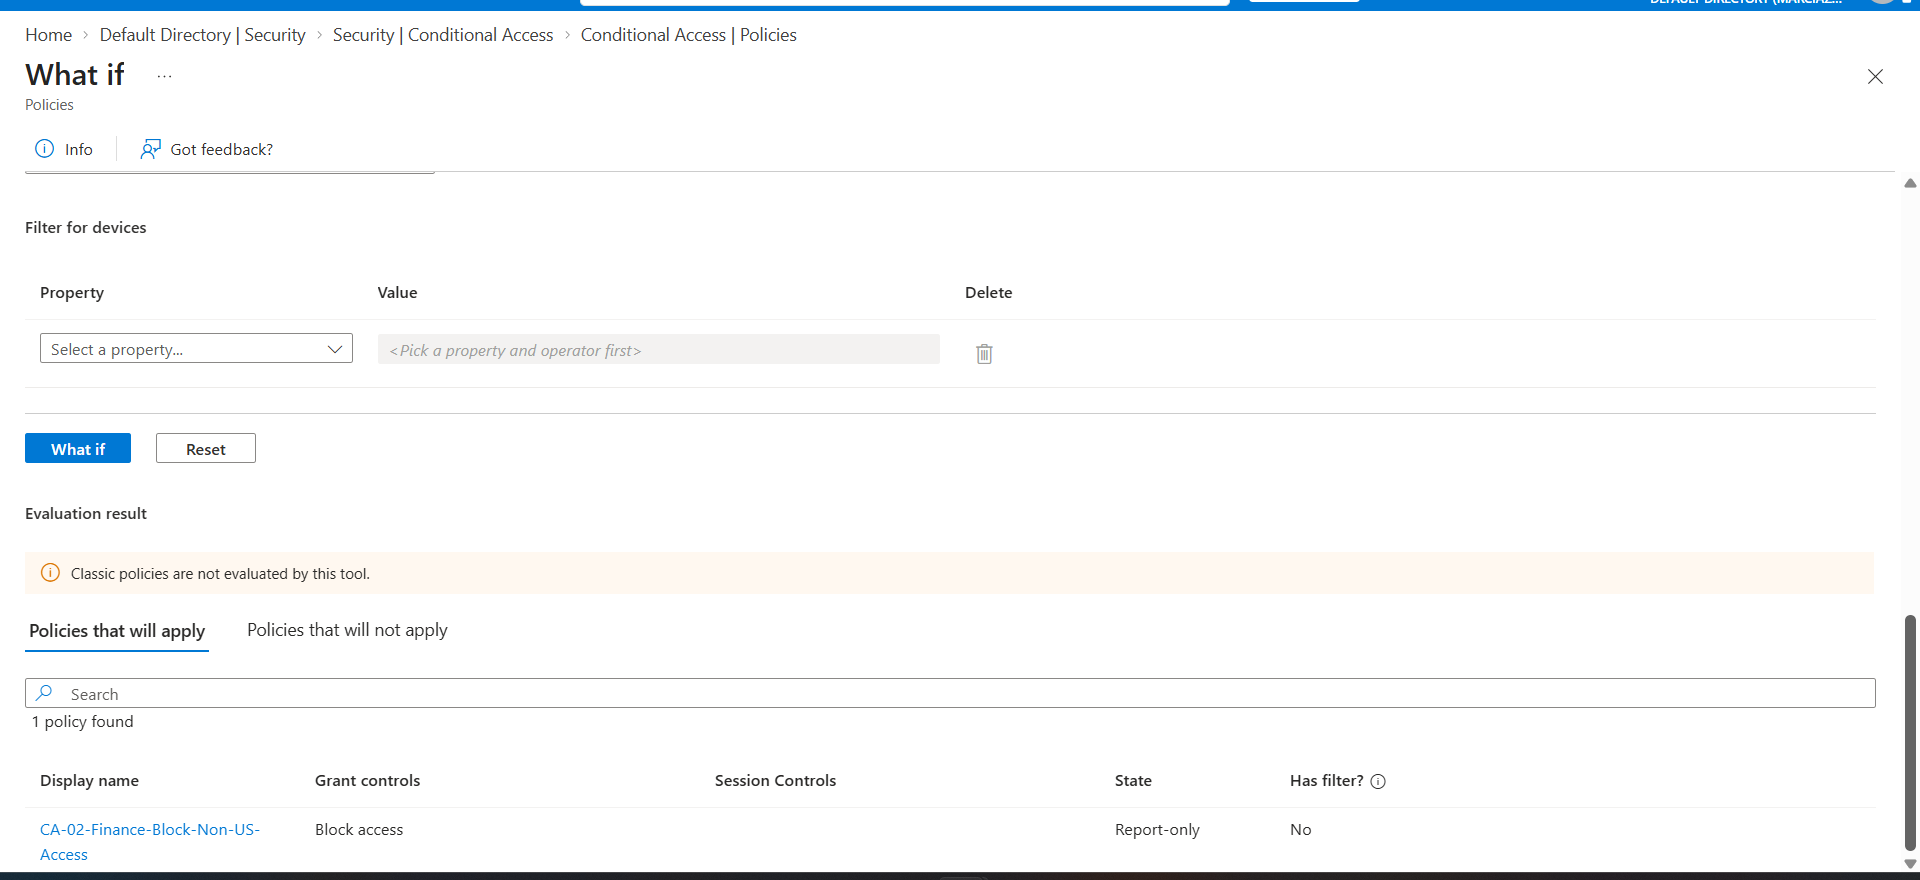 Home > Default Directory | Security > Security | Conditional Access > Conditional Access | Policies
What if ...
Policies
Info
Got feedback?
Filter for devices
Property Value Delete
Select a property... <Pick a property and operator first>
What if Reset
Evaluation result
Classic policies are not evaluated by this tool.
Policies that will apply Policies that will not apply
Search
1 policy found
Display name Grant controls Session Controls State Has filter?
CA-02-Finance-Block-Non-US- Block access Report-only No
Access